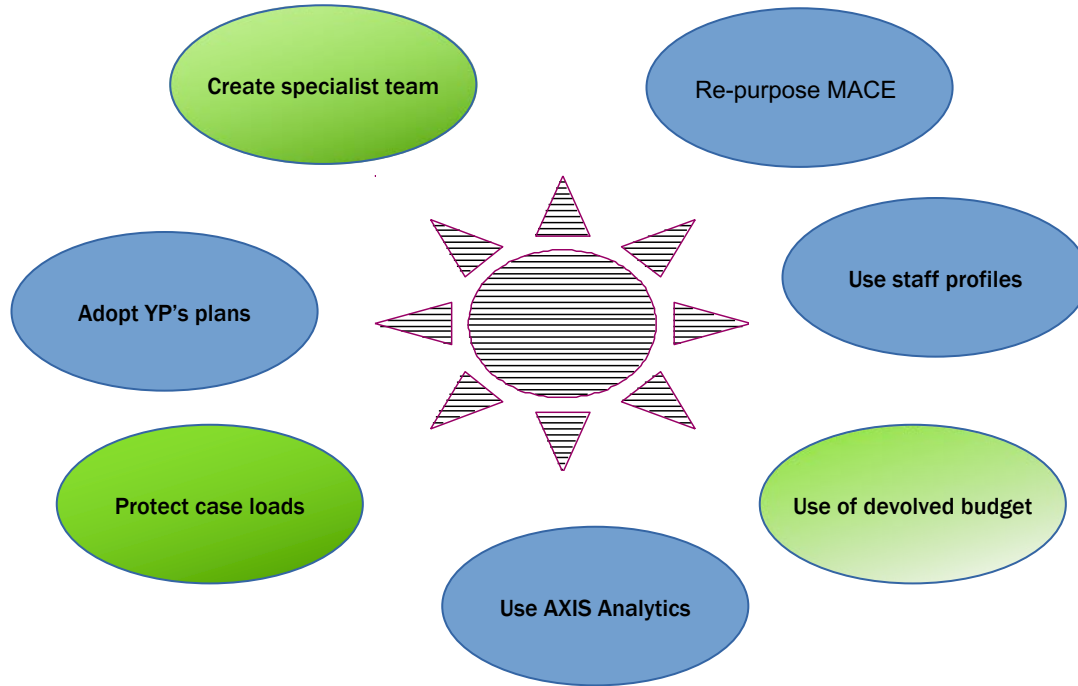 Create specialist team
Re-purpose MACE
Use staff profiles
Adopt YP's plans
Protect case loads
Use of devolved budget
Use AXIS Analytics